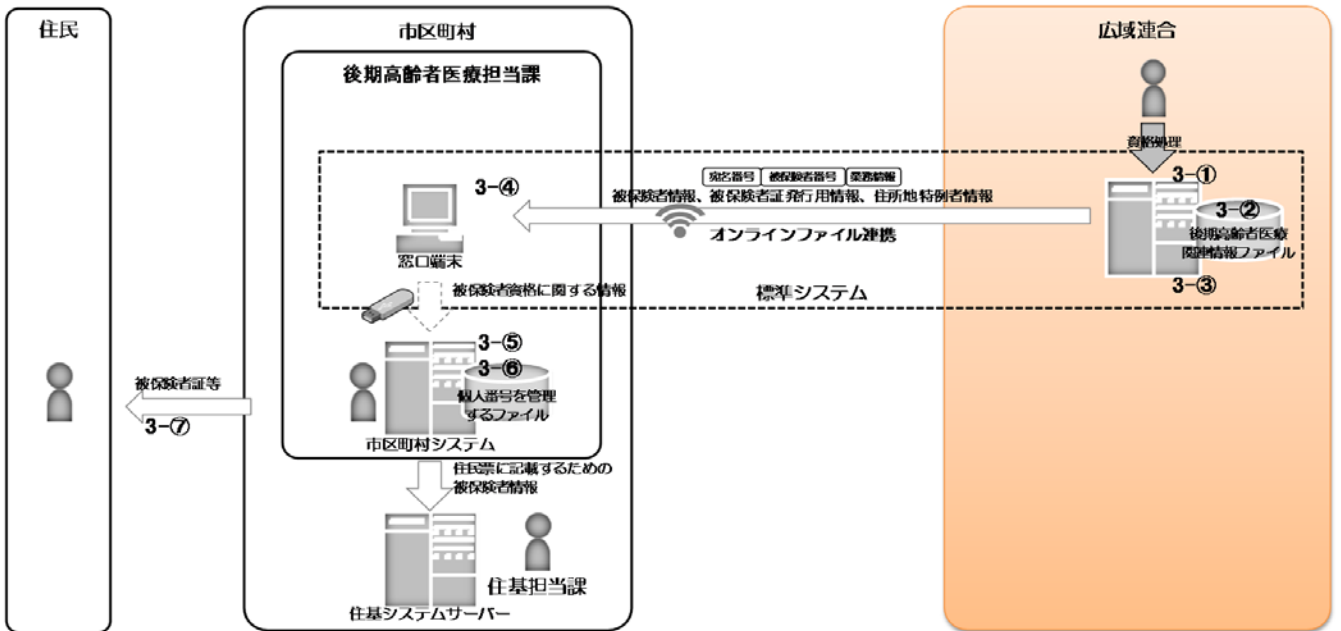 住民
市区町村
広域連合
後期高齢者医療担当課
資格処理
宛名番号 被保険者番号 業務情報
被保険者情報、被保険者証発行用情報、住所地特例者情報
オンラインファイル連携
3-①
3-②
後期高齢者医療
関連情報ファイル
3-③
3-④
窓口端末
標準システム
被保険者資格に関する情報
3-⑤
3-⑥
個人番号を管理
するファイル
市区町村システム
被保険者証等
3-⑦
住民票に記載するための
被保険者情報
住基担当課
住基システムサーバー